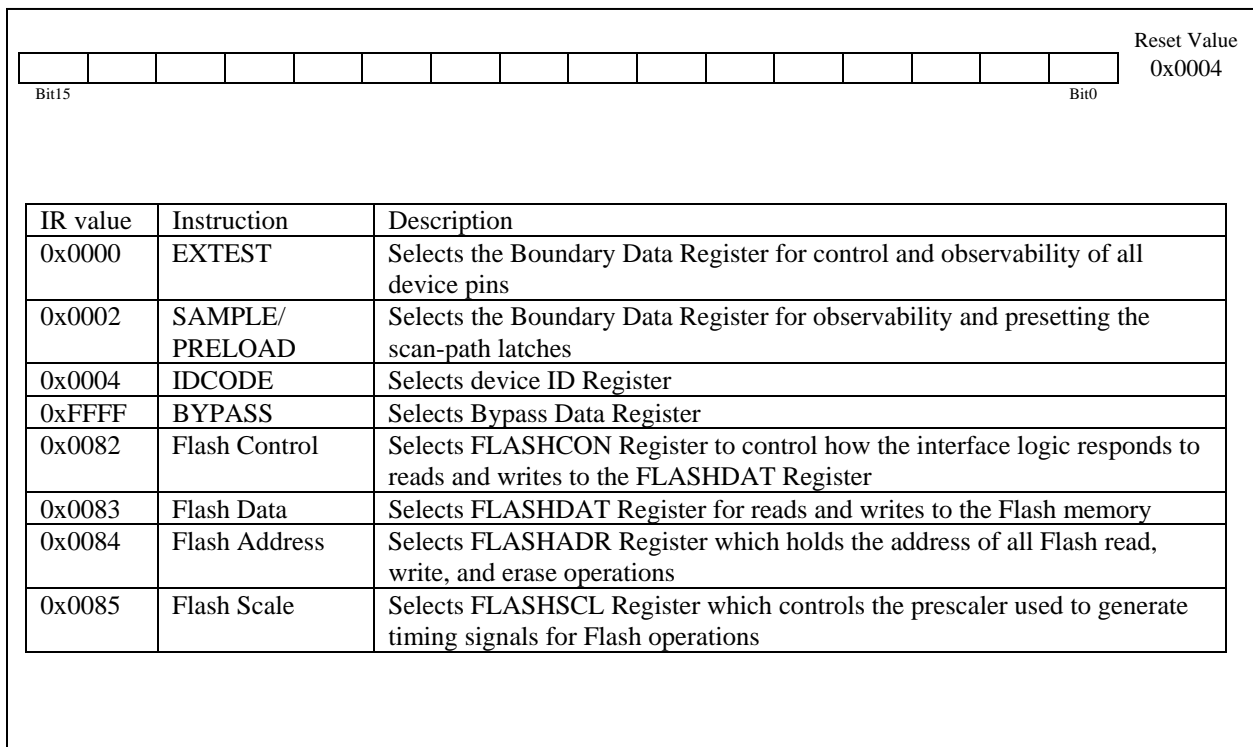 Reset Value
0x0004
Bit15 Bit0
IR value Instruction Description
0x0000 EXTEST Selects the Boundary Data Register for control and observability of all
device pins
0x0002 SAMPLE/ Selects the Boundary Data Register for observability and presetting the
PRELOAD scan-path latches
0x0004 IDCODE Selects device ID Register
0xFFFF BYPASS Selects Bypass Data Register
0x0082 Flash Control Selects FLASHCON Register to control how the interface logic responds to
reads and writes to the FLASHDAT Register
0x0083 Flash Data Selects FLASHDAT Register for reads and writes to the Flash memory
0x0084 Flash Address Selects FLASHADR Register which holds the address of all Flash read,
write, and erase operations
0x0085 Flash Scale Selects FLASHSCL Register which controls the prescaler used to generate
timing signals for Flash operations